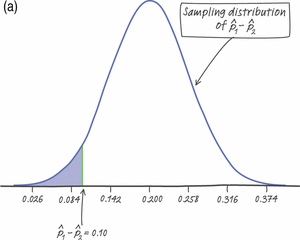 (a)
Sampling distribution
of p̂₁ - p̂₂
0.026 0.084 0.142 0.200 0.258 0.316 0.374
p̂₁ - p̂₂ = 0.10